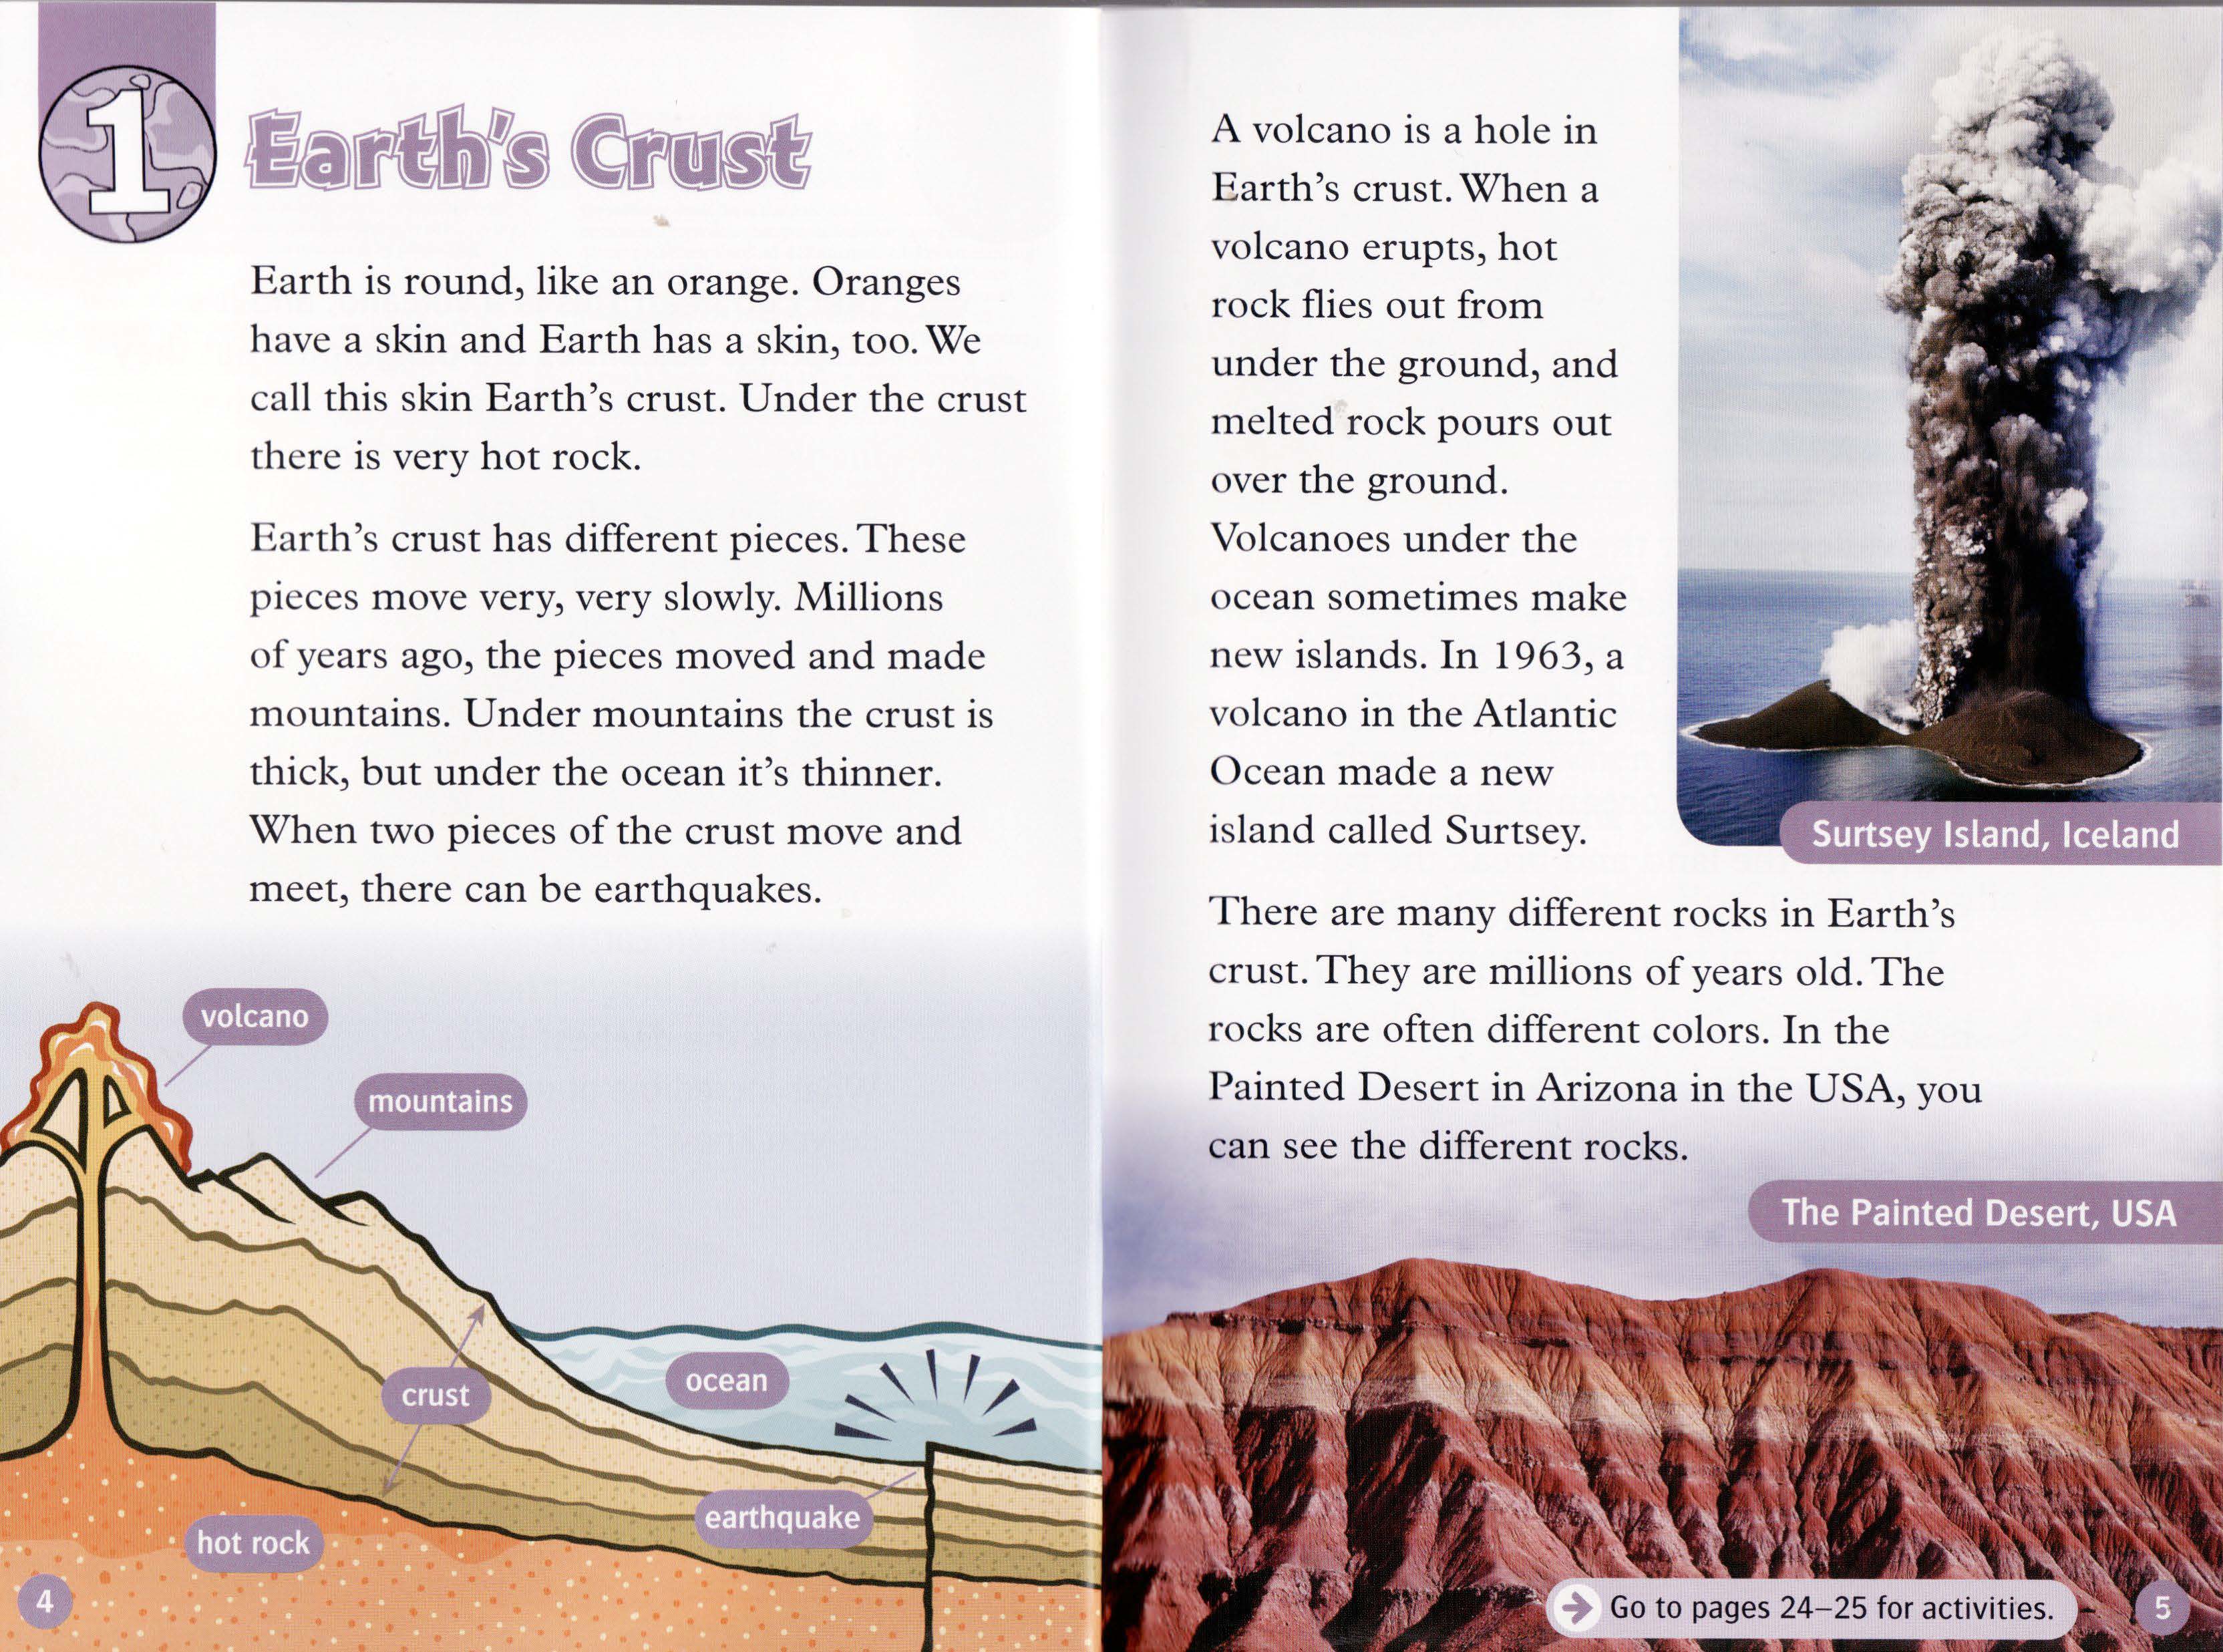 1
Earth's Crust
Earth is round, like an orange. Oranges
have a skin and Earth has a skin, too. We
call this skin Earth's crust. Under the crust
there is very hot rock.
Earth's crust has different pieces. These
pieces move very, very slowly. Millions
of years ago, the pieces moved and made
mountains. Under mountains the crust is
thick, but under the ocean it's thinner.
When two pieces of the crust move and
meet, there can be earthquakes.
volcano
mountains
crust
ocean
earthquake
hot rock
4
A volcano is a hole in
Earth's crust. When a
volcano erupts, hot
rock flies out from
under the ground, and
melted rock pours out
over the ground.
Volcanoes under the
ocean sometimes make
new islands. In 1963, a
volcano in the Atlantic
Ocean made a new
island called Surtsey.
Surtsey Island, Iceland
There are many different rocks in Earth's
crust. They are millions of years old. The
rocks are often different colors. In the
Painted Desert in Arizona in the USA, you
can see the different rocks.
The Painted Desert, USA
Go to pages 24–25 for activities.
5